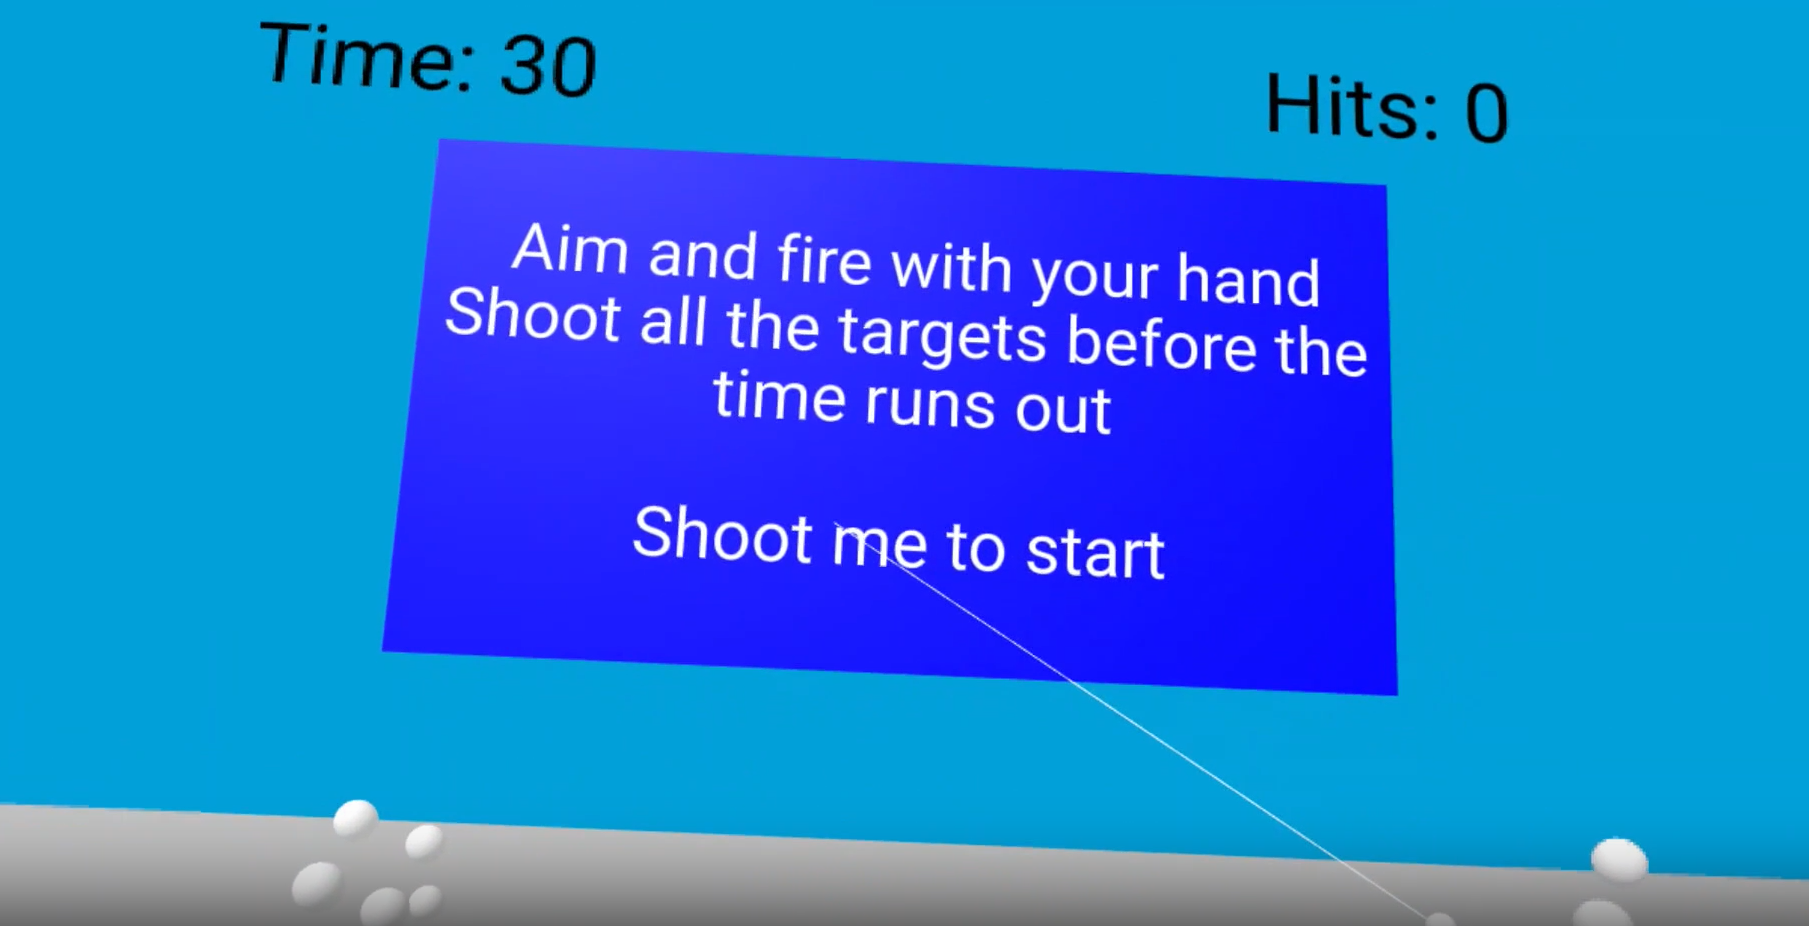 Time: 30
Hits: 0
Aim and fire with your hand
Shoot all the targets before the
time runs out
Shoot me to start